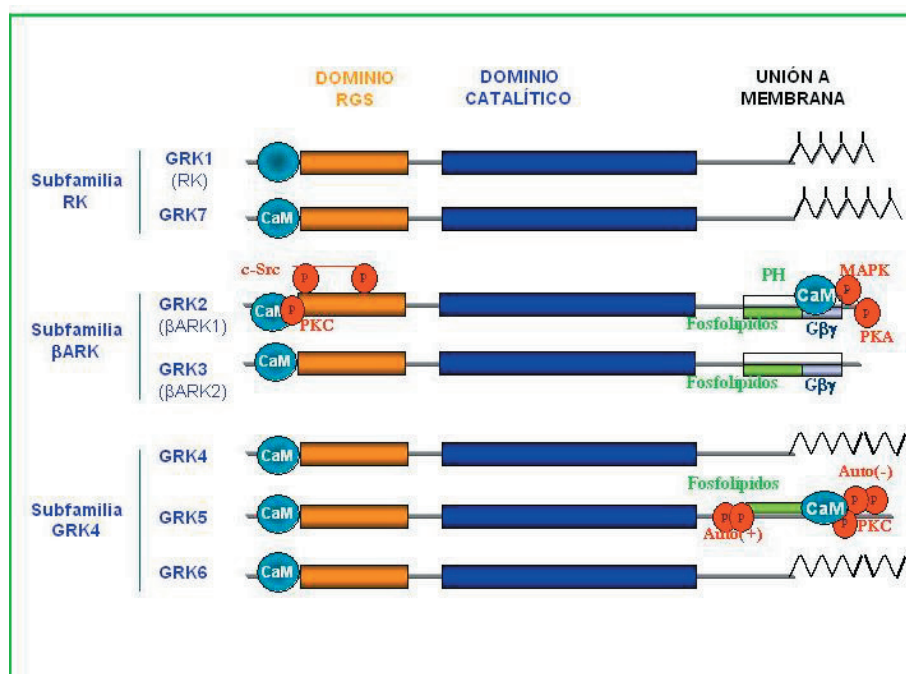 DOMINIO
RGS
DOMINIO
CATALÍTICO
UNIÓN A
MEMBRANA
Subfamilia
RK
GRK1
(RK)
GRK7
CaM
Subfamilia
βARK
GRK2
(βARK1)
c-Src
P
P
CaM
P
PKC
PH
CaM
MAPK
P
P
PKA
Fosfolípidos
Gβγ
GRK3
(βARK2)
CaM
Fosfolípidos
Gβγ
Subfamilia
GRK4
GRK4
CaM
GRK5
CaM
Fosfolípidos
P
P
Auto(+)
CaM
Auto(-)
P
P
P
PKC
GRK6
CaM